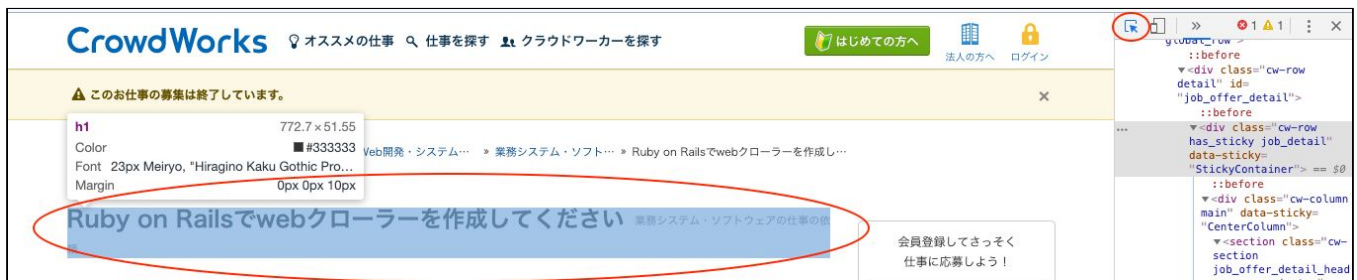 CrowdWorks オススメの仕事 仕事を探す クラウドワーカーを探す はじめての方へ 法人の方へ ログイン
このお仕事の募集は終了しています。 ×
h1 772.7 × 51.55
Color #333333
Font 23px Meiryo, "Hiragino Kaku Gothic Pro...
Margin 0px 0px 10px
Web開発・システム… » 業務システム・ソフト… » Ruby on Railsでwebクローラーを作成し…
Ruby on Railsでwebクローラーを作成してください 業務システム・ソフトウェアの仕事の依
会員登録してさっそく
仕事に応募しよう！
» 1 1 ⋮ ×
global_row">
::before
▼<div class="cw-row
detail" id=
"job_offer_detail">
::before
… ▼<div class="cw-row
has_sticky job_detail"
data-sticky=
"StickyContainer"> == $0
::before
▼<div class="cw-column
main" data-sticky=
"CenterColumn">
▼<section class="cw-
section
job_offer_detail_head